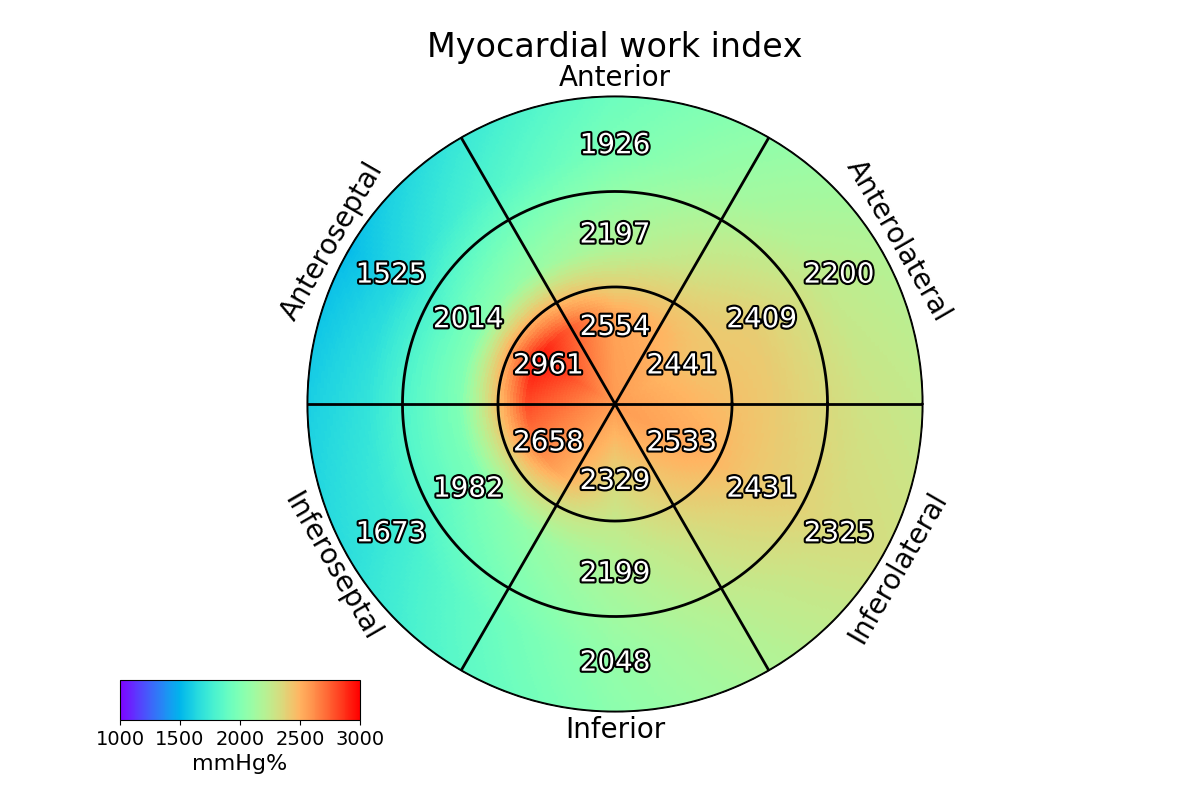 Myocardial work index
Anterior
1926
Anteroseptal
Anterolateral
2197
1525
2200
2014
2409
2554
2961
2441
2658
2533
2329
1982
2431
1673
2325
2199
Inferoseptal
Inferolateral
2048
Inferior
1000 1500 2000 2500 3000
mmHg%